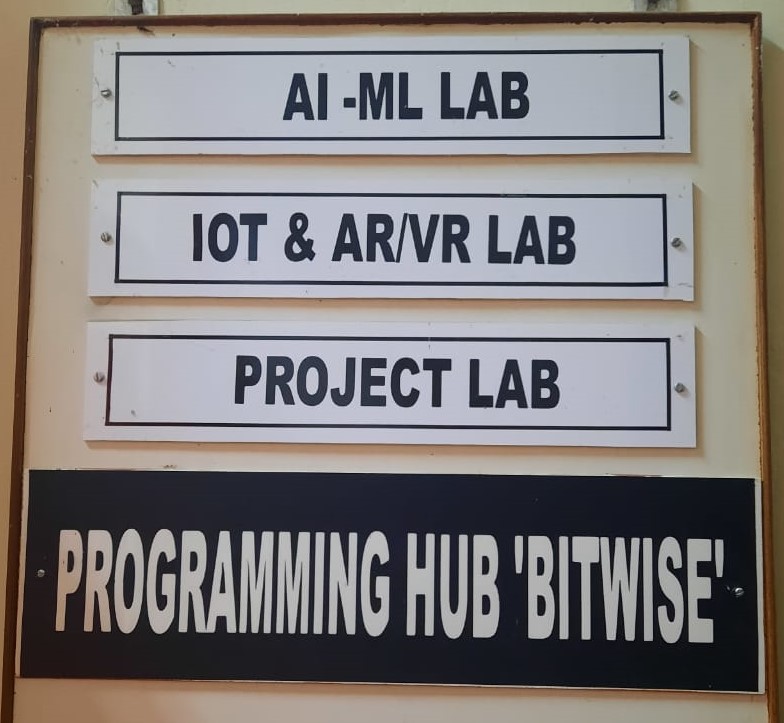 AI -ML LAB
IOT & AR/VR LAB
PROJECT LAB
PROGRAMMING HUB 'BITWISE'